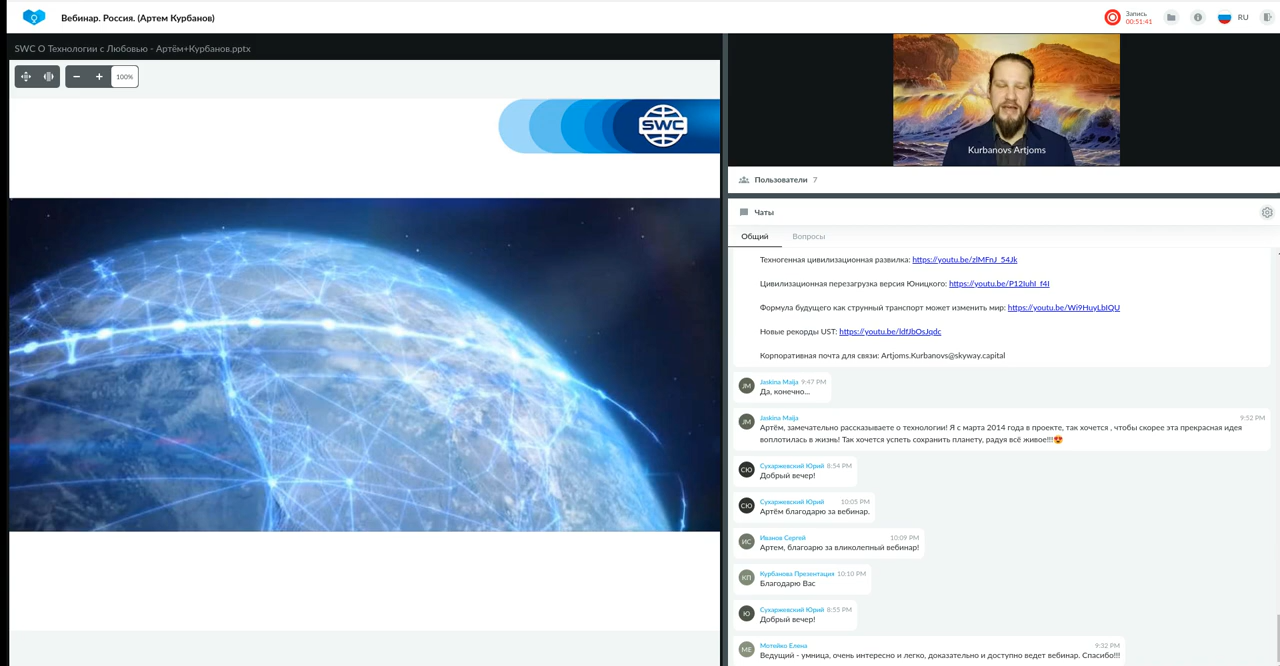 Вебинар. Россия. (Артем Курбанов)
Запись
00:51:41
RU
SWC О Технологии с Любовью - Артём+Курбанов.pptx
100%
SWC
Kurbanovs Artjoms
Пользователи 7
Чаты
Общий
Вопросы
Техногенная цивилизационная развилка: https://youtu.be/zlMFnJ_54Jk
Цивилизационная перезагрузка версия Юницкого: https://youtu.be/P12IuhI_f4I
Формула будущего как струнный транспорт может изменить мир: https://youtu.be/Wi9HuyLbIQU
Новые рекорды UST: https://youtu.be/ldfJbOsJqdc
Корпоративная почта для связи: Artjoms.Kurbanovs@skyway.capital
JM
Jaskina Maija 9:47 PM
Да, конечно...
JM
Jaskina Maija 9:52 PM
Артём, замечательно рассказываете о технологии! Я с марта 2014 года в проекте, так хочется , чтобы скорее эта прекрасная идея
воплотилась в жизнь! Так хочется успеть сохранить планету, радуя всё живое!!!😍
СЮ
Сухаржевский Юрий 8:54 PM
Добрый вечер!
СЮ
Сухаржевский Юрий 10:05 PM
Артём благодарю за вебинар.
ИС
Иванов Сергей 10:09 PM
Артем, благоарю за вликолепный вебинар!
КП
Курбанова Презентация 10:10 PM
Благодарю Вас
Ю
Сухаржевский Юрий 8:55 PM
Добрый вечер!
МЕ
Мотейко Елена 9:32 PM
Ведущий - умница, очень интересно и легко, доказательно и доступно ведет вебинар. Спасибо!!!